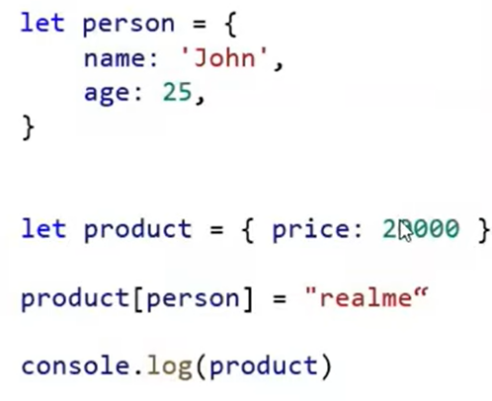 let person = {
    name: 'John',
    age: 25,
}
let product = { price: 20000 }
product[person] = "realme“
console.log(product)